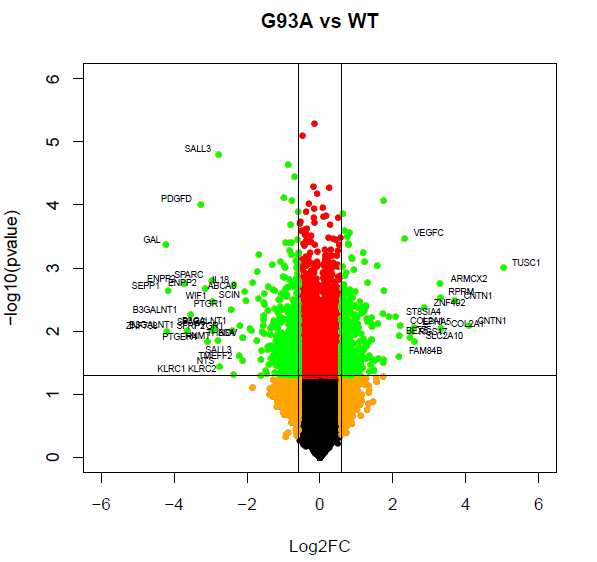 G93A vs WT
6
5
4
3
2
1
0
−log10(pvalue)
SALL3
PDGFD
VEGFC
GAL
TUSC1
SPARC
ENPP2
IL18
ARMCX2
SEPP1
ABCA8
WIF1
SCIN
RPRM
CNTN1
PTGR1
ZNF492
B3GALNT1
ST8SIA4
CNTN1
COL2A1
SLC2A10
SALL3
FAM84B
TMEFF2
NTS
KLRC1 KLRC2
−6
−4
−2
0
2
4
6
Log2FC